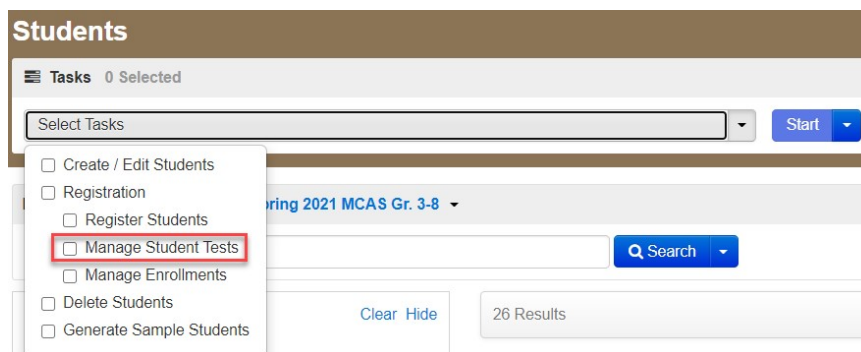 Students
Tasks 0 Selected
Select Tasks
Start
Create / Edit Students
Registration
Register Students
Manage Student Tests
Manage Enrollments
Delete Students
Generate Sample Students
2021 MCAS Gr. 3-8
Search
Clear Hide
26 Results